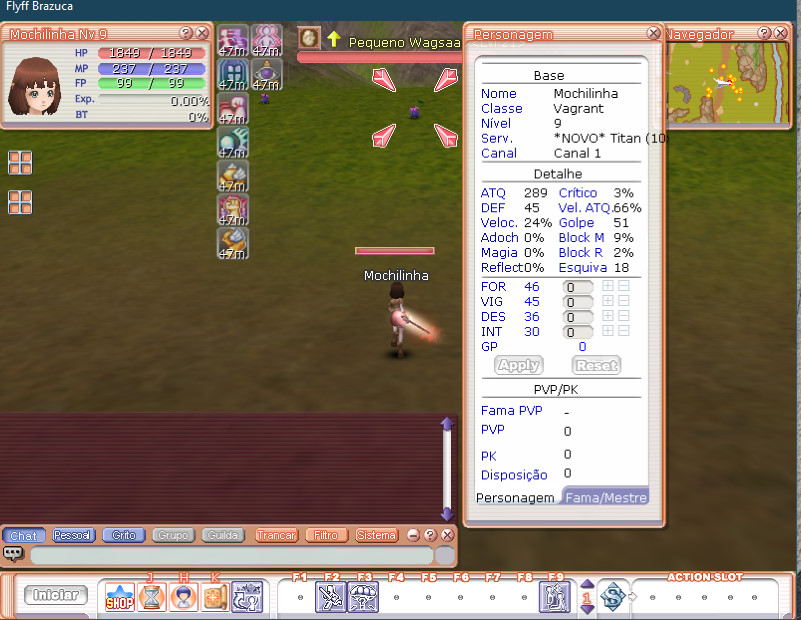 Flyff Brazuca
Mochilinha Nv 9
HP 1849 / 1849
MP 237 / 237
FP 99 / 99
Exp. 0.00%
BT 0%
47m 47m
47m 47m
47m
47m
47m
47m
47m
Pequeno Wagsaa
Mochilinha
Personagem
Base
Nome Mochilinha
Classe Vagrant
Nível 9
Serv. *NOVO* Titan (10
Canal Canal 1
Detalhe
ATQ 289 Crítico 3%
DEF 45 Vel. ATQ. 66%
Veloc. 24% Golpe 51
Adoch 0% Block M 9%
Magia 0% Block R 2%
Reflect 0% Esquiva 18
FOR 46 0
VIG 45 0
DES 36 0
INT 30 0
GP 0
Apply Reset
PVP/PK
Fama PVP -
PVP 0
PK 0
Disposição 0
Personagem Fama/Mestre
Navegador
Chat Pessoal Grito Grupo Guilda Trancar Filtro Sistema
Iniciar
SHOP
J H K
F1 F2 F3 F4 F5 F6 F7 F8 F9
1
S
ACTION-SLOT